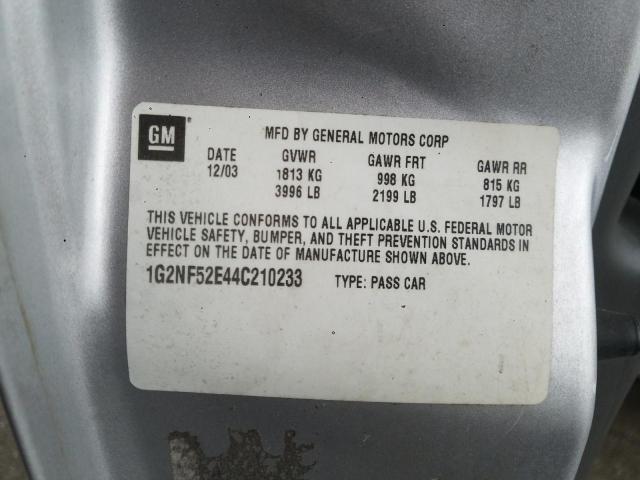 GM
MFD BY GENERAL MOTORS CORP
DATE GVWR GAWR FRT GAWR RR
12/03 1813 KG 998 KG 815 KG
3996 LB 2199 LB 1797 LB
THIS VEHICLE CONFORMS TO ALL APPLICABLE U.S. FEDERAL MOTOR
VEHICLE SAFETY, BUMPER, AND THEFT PREVENTION STANDARDS IN
EFFECT ON THE DATE OF MANUFACTURE SHOWN ABOVE.
1G2NF52E44C210233 TYPE: PASS CAR